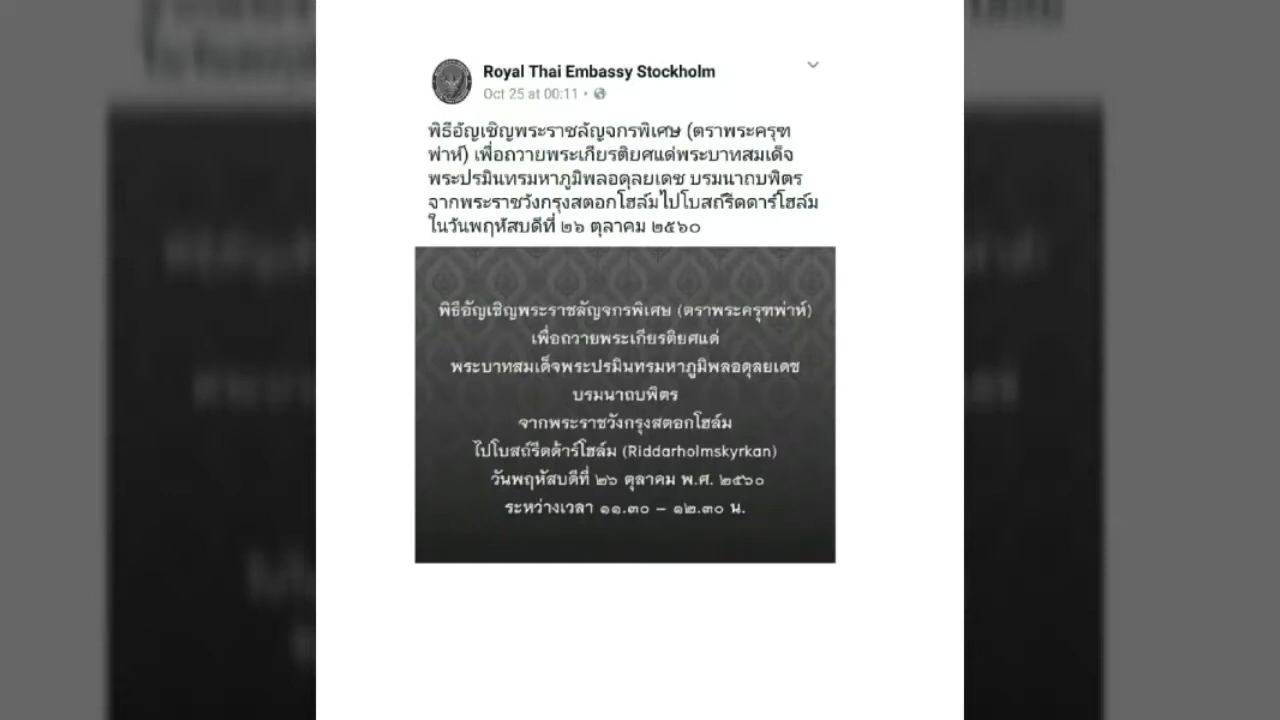 Royal Thai Embassy Stockholm
Oct 25 at 00:11
พิธีอัญเชิญพระราชลัญจกรพิเศษ (ตราพระครุฑ
พ่าห์) เพื่อถวายพระเกียรติยศแด่พระบาทสมเด็จ
พระปรมินทรมหาภูมิพลอดุลยเดช บรมนาถบพิตร
จากพระราชวังกรุงสตอกโฮล์มไปโบสถ์รีดดาร์โฮล์ม
ในวันพฤหัสบดีที่ ๒๖ ตุลาคม ๒๕๖๐
พิธีอัญเชิญพระราชลัญจกรพิเศษ (ตราพระครุฑพ่าห์)
เพื่อถวายพระเกียรติยศแด่
พระบาทสมเด็จพระปรมินทรมหาภูมิพลอดุลยเดช
บรมนาถบพิตร
จากพระราชวังกรุงสตอกโฮล์ม
ไปโบสถ์รีดด้าร์โฮล์ม (Riddarholmskyrkan)
วันพฤหัสบดีที่ ๒๖ ตุลาคม พ.ศ. ๒๕๖๐
ระหว่างเวลา ๑๑.๓๐ – ๑๒.๓๐ น.